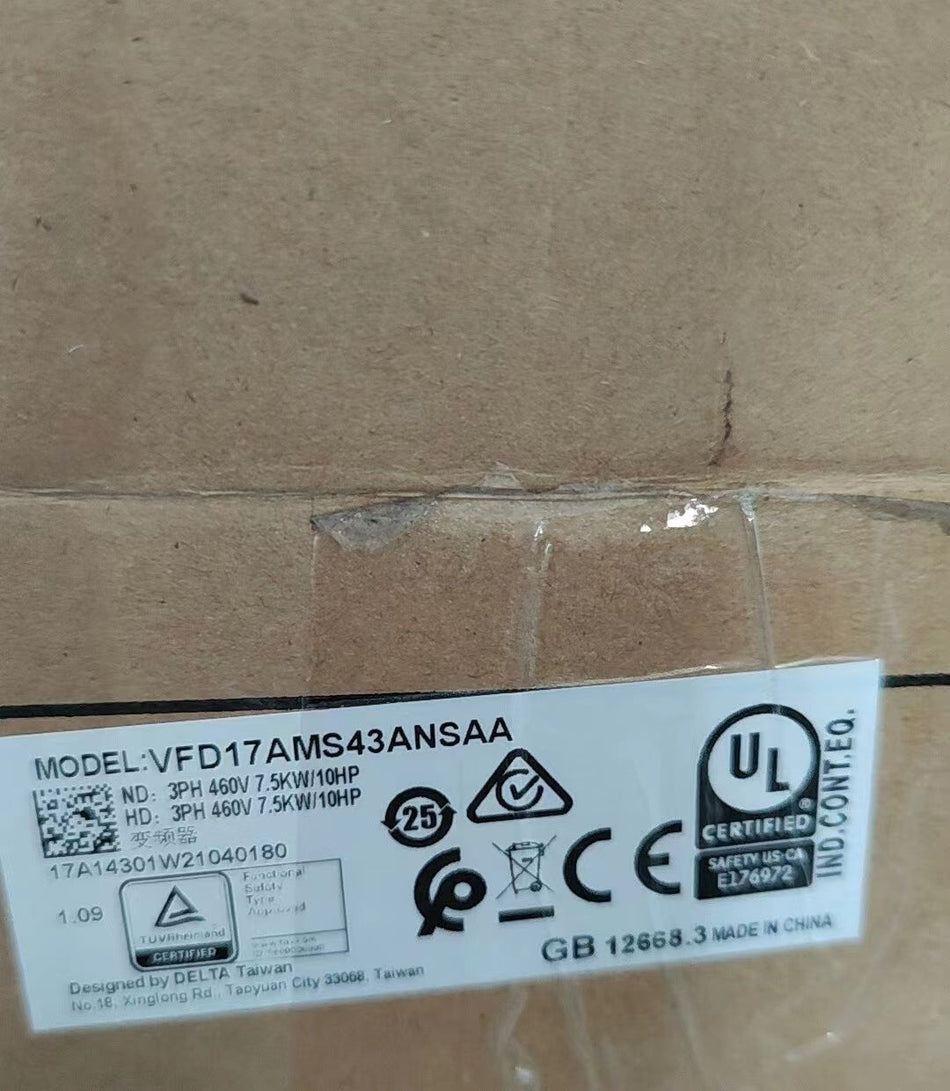 MODEL:VFD17AMS43ANSAA
ND: 3PH 460V 7.5KW/10HP
HD: 3PH 460V 7.5KW/10HP
变频器
17A14301W21040180
1.09
TÜVRheinland
CERTIFIED
Functional
Safety
Type
Approved
Designed by DELTA Taiwan
No.18, Xinglong Rd., Taoyuan City 33068, Taiwan
25
CE
GB 12668.3 MADE IN CHINA
UL
CERTIFIED®
SAFETY US-CA
E176972
IND.CONT.EQ.